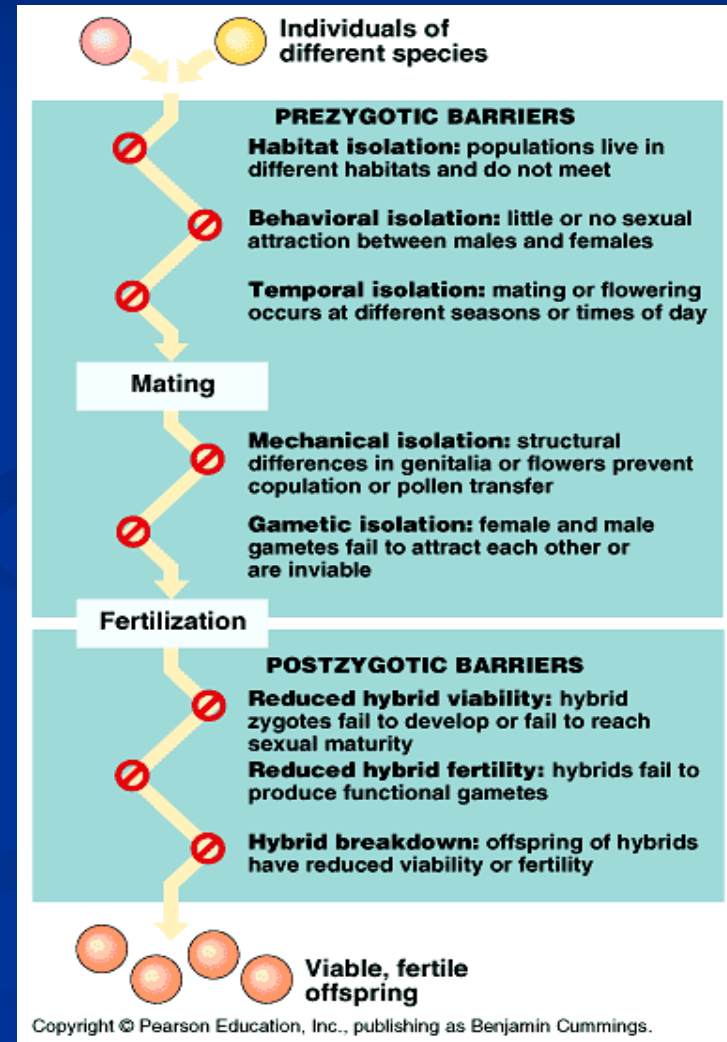 Individuals of
different species
PREZYGOTIC BARRIERS
Habitat isolation: populations live in
different habitats and do not meet
Behavioral isolation: little or no sexual
attraction between males and females
Temporal isolation: mating or flowering
occurs at different seasons or times of day
Mating
Mechanical isolation: structural
differences in genitalia or flowers prevent
copulation or pollen transfer
Gametic isolation: female and male
gametes fail to attract each other or
are inviable
Fertilization
POSTZYGOTIC BARRIERS
Reduced hybrid viability: hybrid
zygotes fail to develop or fail to reach
sexual maturity
Reduced hybrid fertility: hybrids fail to
produce functional gametes
Hybrid breakdown: offspring of hybrids
have reduced viability or fertility
Viable, fertile
offspring
Copyright © Pearson Education, Inc., publishing as Benjamin Cummings.